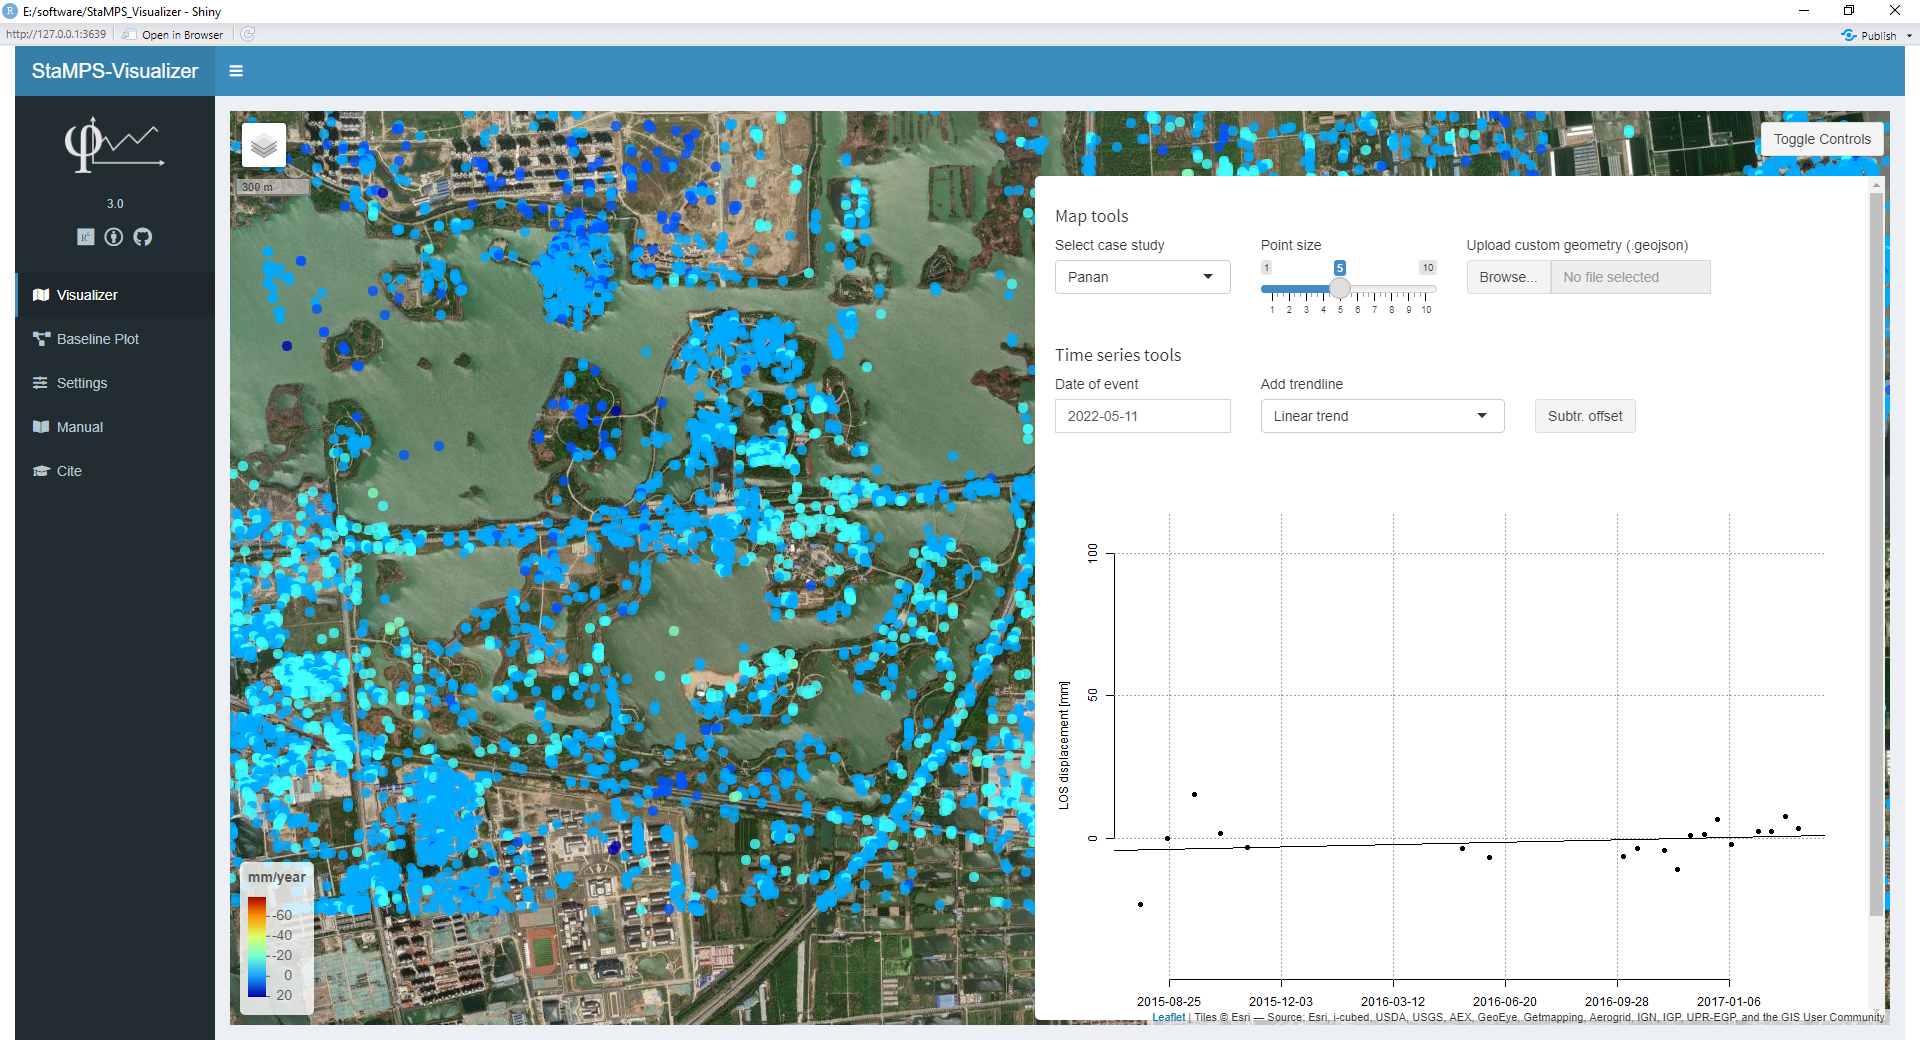 E:/software/StaMPS_Visualizer - Shiny
http://127.0.0.1:3639
Open in Browser
Publish
StaMPS-Visualizer
3.0
Visualizer
Baseline Plot
Settings
Manual
Cite
300 m
Toggle Controls
Map tools
Select case study
Panan
Point size
1 5 10
1 2 3 4 5 6 7 8 9 10
Upload custom geometry (.geojson)
Browse... No file selected
Time series tools
Date of event
2022-05-11
Add trendline
Linear trend
Subtr. offset
LOS displacement [mm]
100
50
0
2015-08-25 2015-12-03 2016-03-12 2016-06-20 2016-09-28 2017-01-06
mm/year
-60
-40
-20
0
20
Leaflet | Tiles © Esri — Source: Esri, i-cubed, USDA, USGS, AEX, GeoEye, Getmapping, Aerogrid, IGN, IGP, UPR-EGP, and the GIS User Community